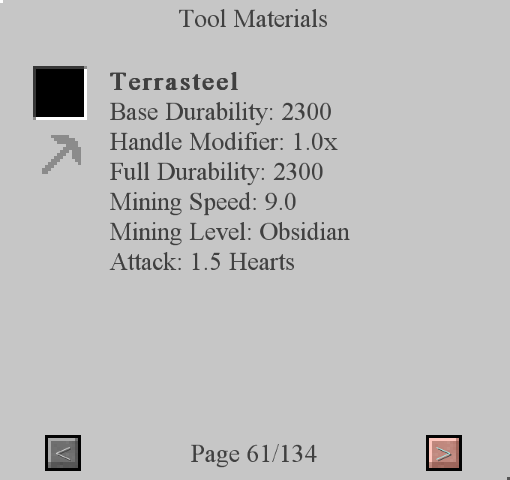 Tool Materials
Terrasteel
Base Durability: 2300
Handle Modifier: 1.0x
Full Durability: 2300
Mining Speed: 9.0
Mining Level: Obsidian
Attack: 1.5 Hearts
< Page 61/134 >